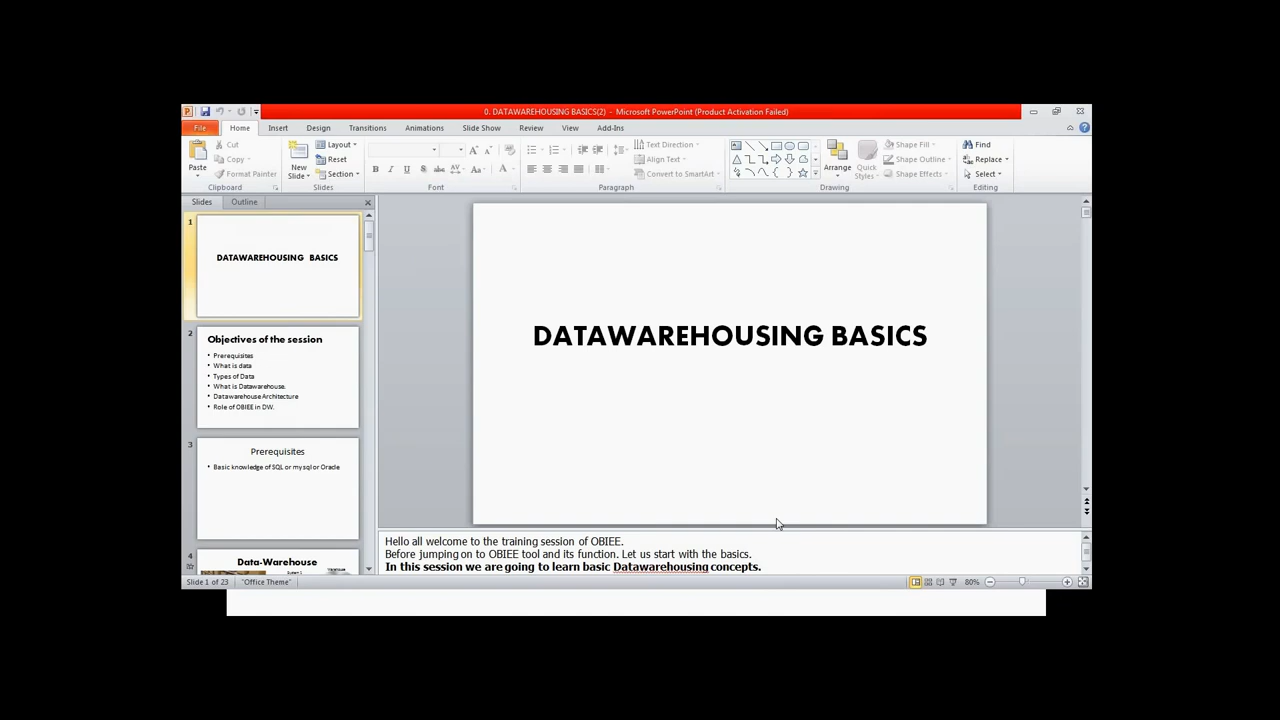 0. DATAWAREHOUSING BASICS(2) - Microsoft PowerPoint (Product Activation Failed)
File Home Insert Design Transitions Animations Slide Show Review View Add-Ins
Paste
Cut
Copy
Format Painter
Clipboard
New Slide
Layout
Reset
Section
Slides
Font
Text Direction
Align Text
Convert to SmartArt
Paragraph
Arrange
Quick Styles
Shape Fill
Shape Outline
Shape Effects
Drawing
Find
Replace
Select
Editing
Slides Outline
1
DATAWAREHOUSING BASICS
2
Objectives of the session
• Prerequisites
• What is data
• Types of Data
• What is Datawarehouse.
• Datawarehouse Architecture
• Role of OBIEE in DW.
3
Prerequisites
• Basic knowledge of SQL or my sql or Oracle
4
Data-Warehouse
DATAWAREHOUSING BASICS
Hello all welcome to the training session of OBIEE.
Before jumping on to OBIEE tool and its function. Let us start with the basics.
In this session we are going to learn basic Datawarehousing concepts.
Slide 1 of 23 "Office Theme" 80%